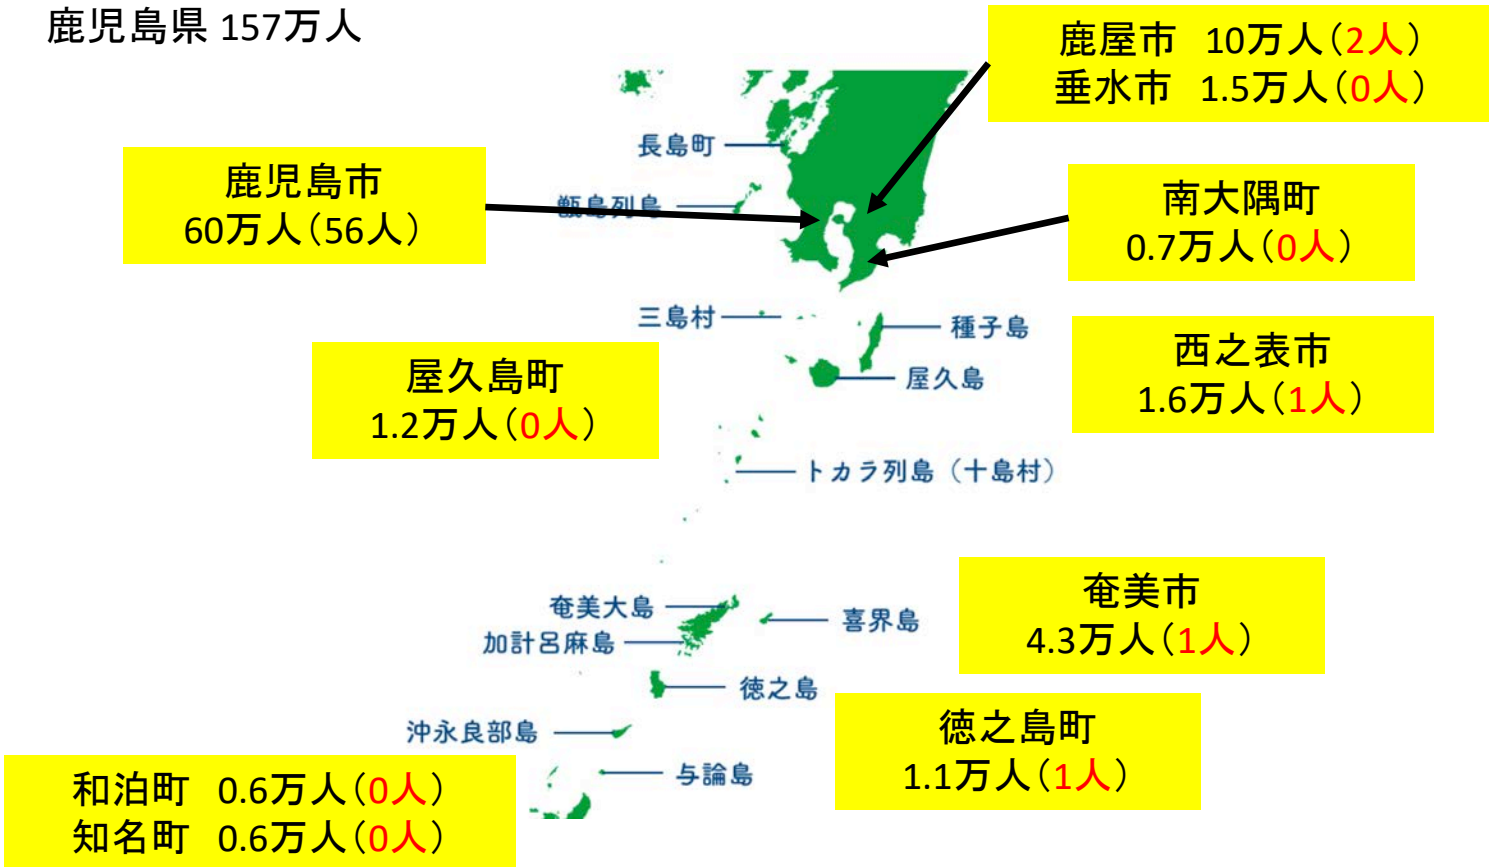 鹿児島県 157万人
鹿屋市 10万人（2人）
垂水市 1.5万人（0人）
長島町
鹿児島市
60万人（56人）
甑島列島
南大隅町
0.7万人（0人）
三島村
種子島
屋久島町
1.2万人（0人）
屋久島
西之表市
1.6万人（1人）
トカラ列島（十島村）
奄美大島
加計呂麻島
喜界島
奄美市
4.3万人（1人）
徳之島
徳之島町
1.1万人（1人）
沖永良部島
与論島
和泊町 0.6万人（0人）
知名町 0.6万人（0人）